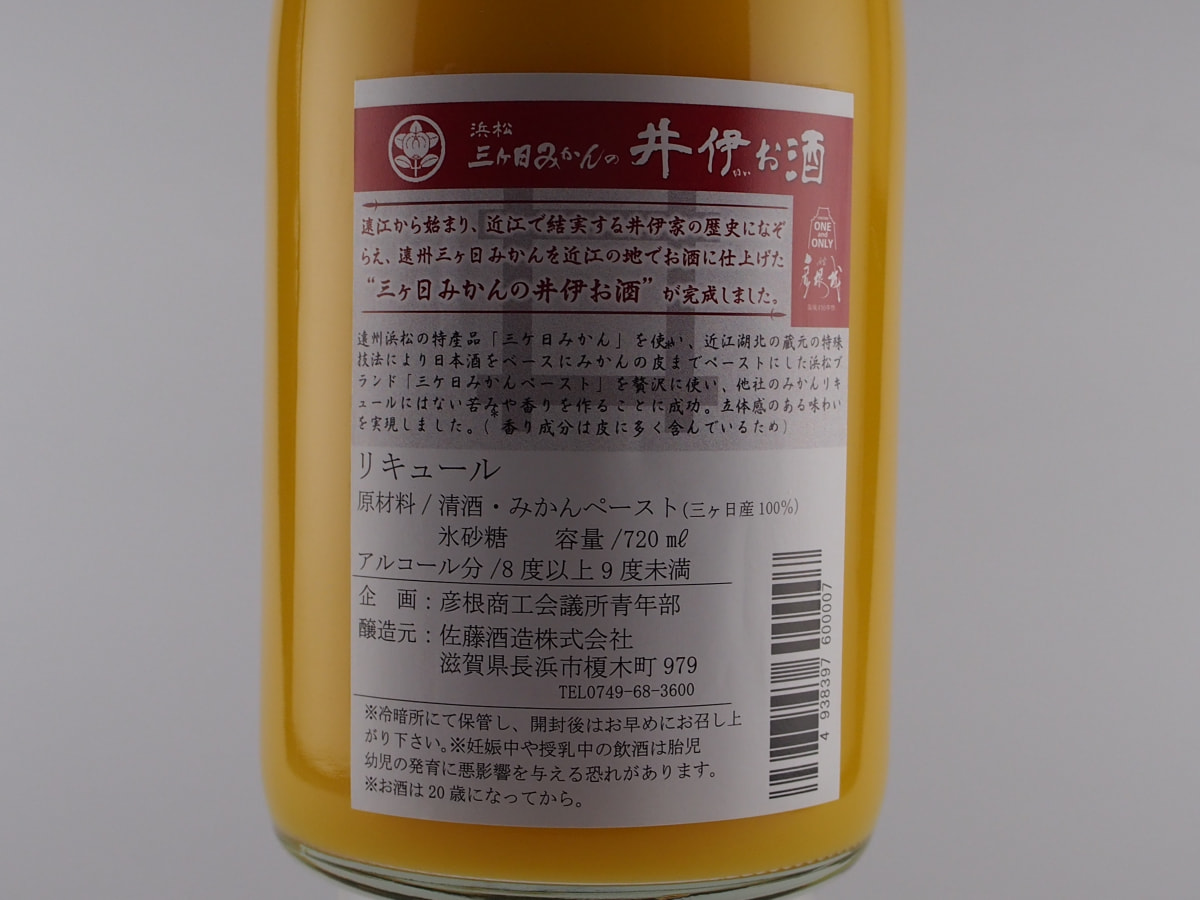 浜松
三ヶ日みかんの井伊お酒
いい
遠江から始まり、近江で結実する井伊家の歴史になぞ
らえ、遠州三ヶ日みかんを近江の地でお酒に仕上げた
“三ヶ日みかんの井伊お酒”が完成しました。
ONE
and
ONLY
彦根城
遠州浜松の特産品「三ケ日みかん」を使い、近江湖北の蔵元の特殊
技法により日本酒をベースにみかんの皮までペーストにした浜松ブ
ランド「三ケ日みかんペースト」を贅沢に使い、他社のみかんリキ
ュールにはない苦みや香りを作ることに成功。立体感のある味わい
を実現しました。(※香り成分は皮に多く含んでいるため)
リキュール
原材料/清酒・みかんペースト(三ヶ日産100%)
氷砂糖 容量/720㎖
アルコール分/8度以上9度未満
企 画:彦根商工会議所青年部
醸造元:佐藤酒造株式会社
滋賀県長浜市榎木町979
TEL0749-68-3600
※冷暗所にて保管し、開封後はお早めにお召し上
がり下さい。※妊娠中や授乳中の飲酒は胎児
幼児の発育に悪影響を与える恐れがあります。
※お酒は20歳になってから。
4 938397 600007